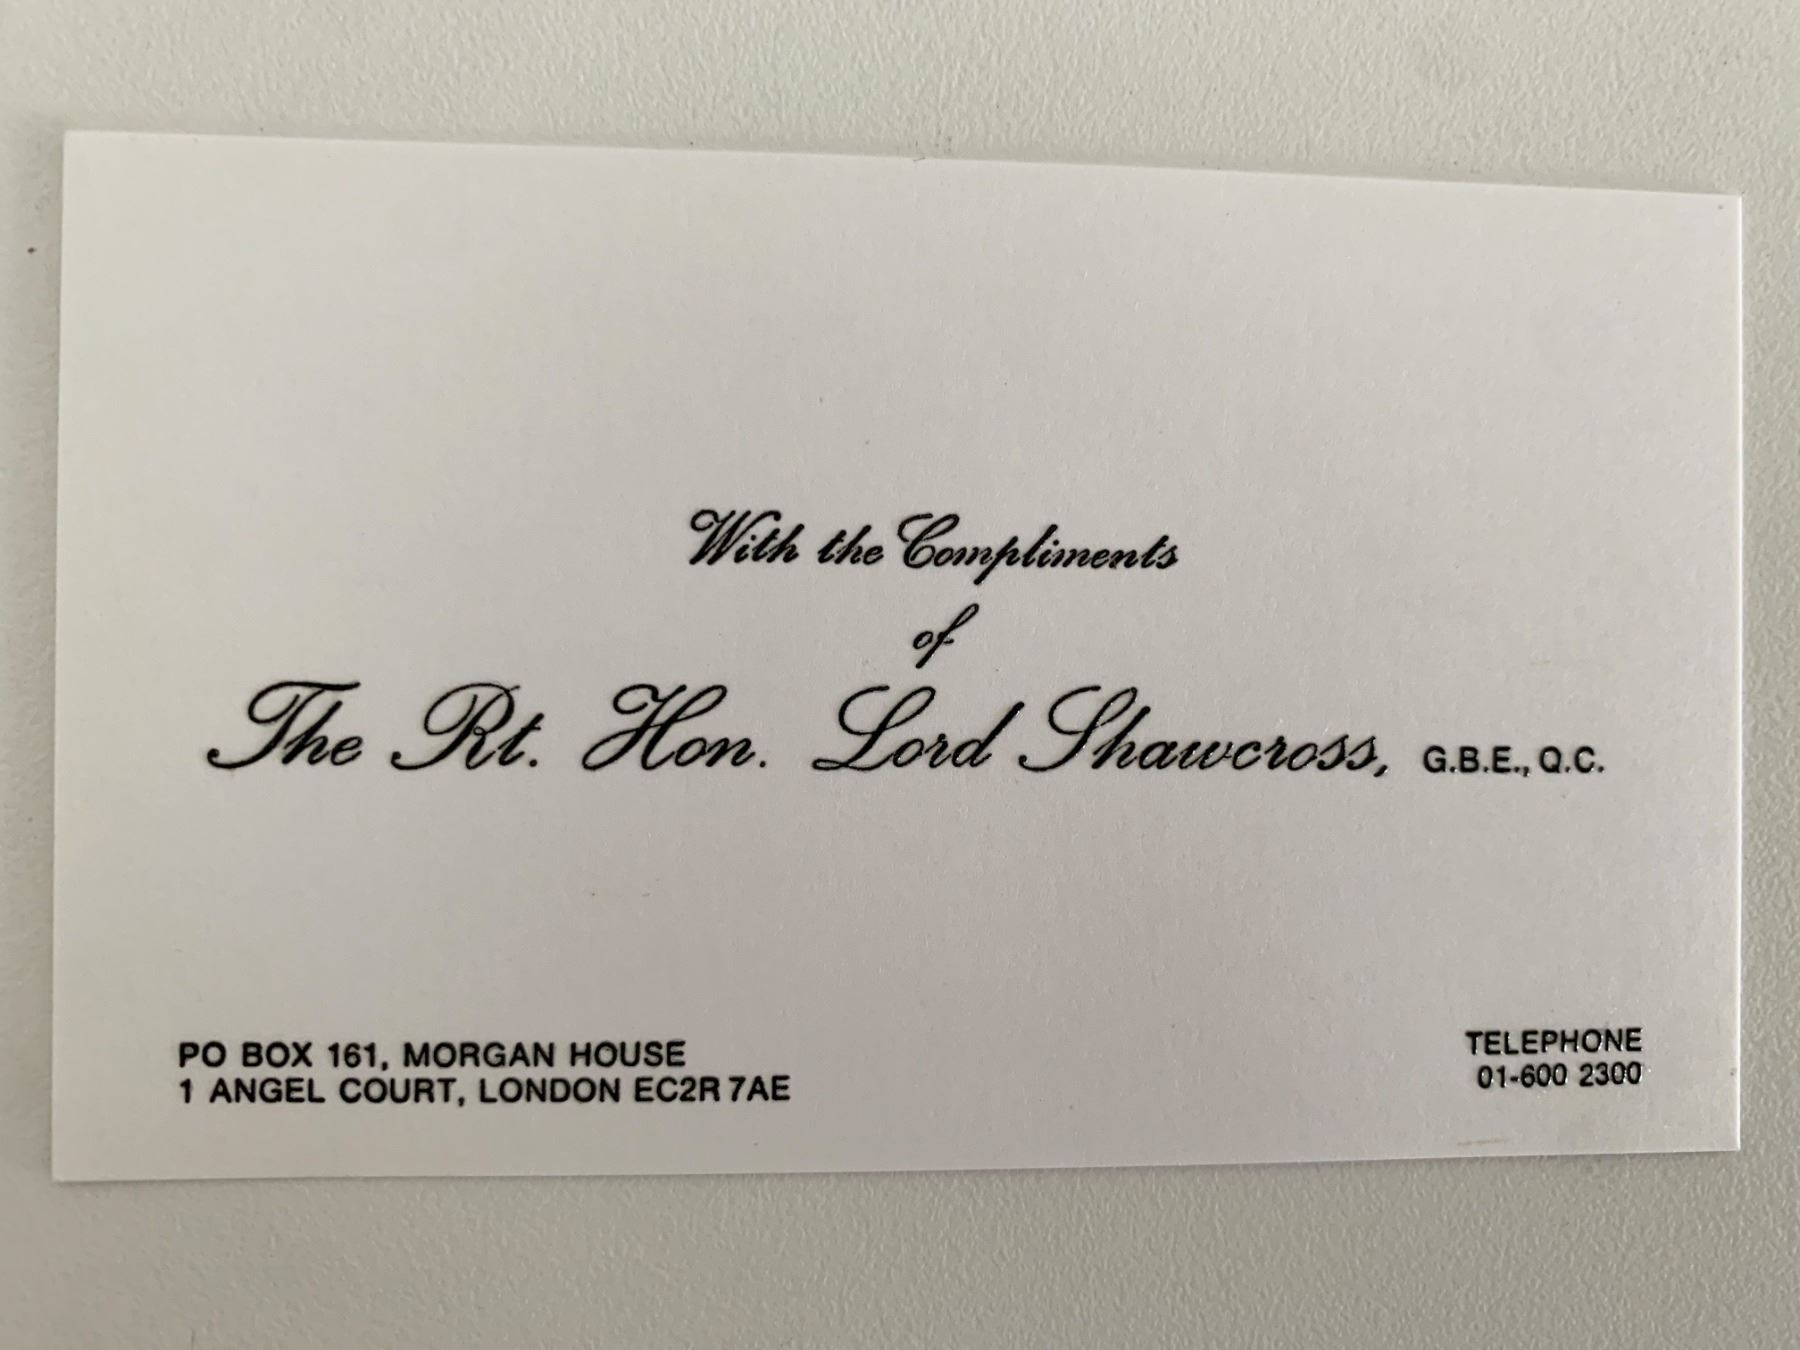 With the Compliments
of
The Rt. Hon. Lord Shawcross, G.B.E., Q.C.
PO BOX 161, MORGAN HOUSE
1 ANGEL COURT, LONDON EC2R 7AE
TELEPHONE
01-600 2300